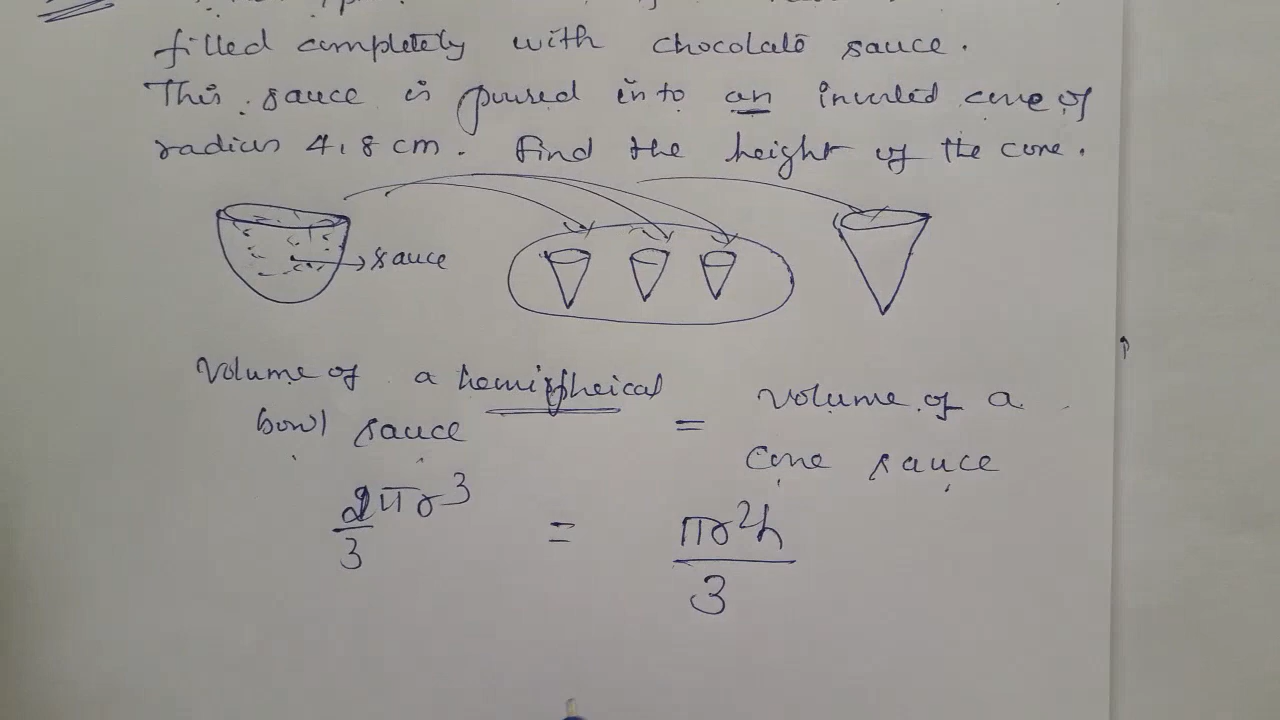 filled completely with chocolate sauce.
This sauce is poured into an inverted cone of
radius 4.8 cm. Find the height of the cone.
sauce
Volume of a hemispheical
bowl sauce
=
volume of a
cone sauce
2πr³/3 = πr²h/3